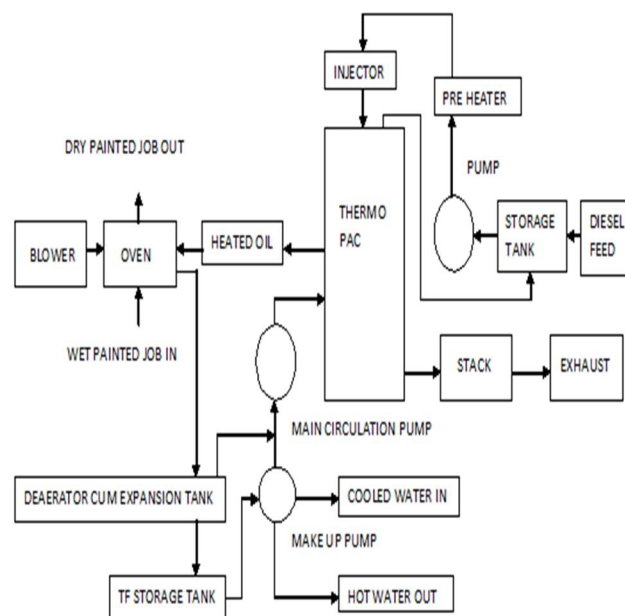 INJECTOR
PRE HEATER
DRY PAINTED JOB OUT
PUMP
THERMO
PAC
STORAGE
TANK
DIESEL
FEED
BLOWER
OVEN
HEATED OIL
WET PAINTED JOB IN
STACK
EXHAUST
MAIN CIRCULATION PUMP
DEAERATOR CUM EXPANSION TANK
COOLED WATER IN
MAKE UP PUMP
TF STORAGE TANK
HOT WATER OUT